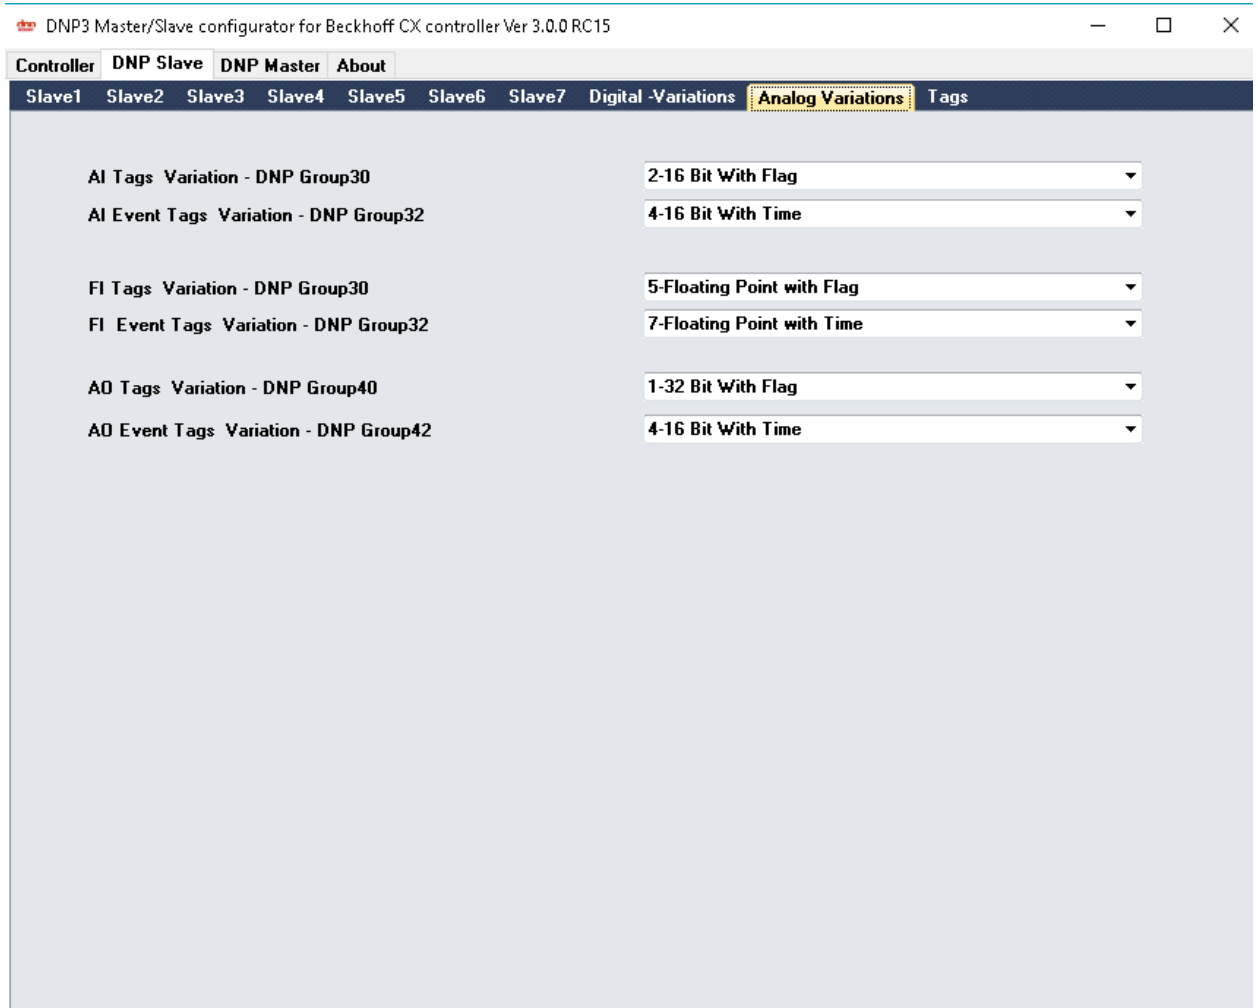 dnp DNP3 Master/Slave configurator for Beckhoff CX controller Ver 3.0.0 RC15
Controller DNP Slave DNP Master About
Slave1 Slave2 Slave3 Slave4 Slave5 Slave6 Slave7 Digital -Variations Analog Variations Tags
AI Tags Variation - DNP Group30 2-16 Bit With Flag
AI Event Tags Variation - DNP Group32 4-16 Bit With Time
FI Tags Variation - DNP Group30 5-Floating Point with Flag
FI Event Tags Variation - DNP Group32 7-Floating Point with Time
AO Tags Variation - DNP Group40 1-32 Bit With Flag
AO Event Tags Variation - DNP Group42 4-16 Bit With Time